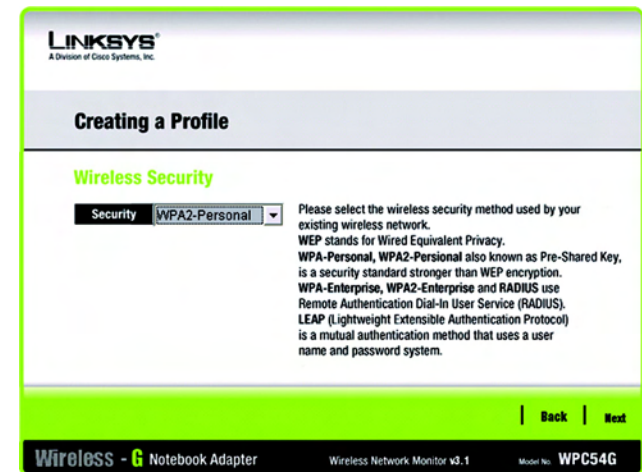 LINKSYS®
A Division of Cisco Systems, Inc.
Creating a Profile
Wireless Security
Security WPA2-Personal
Please select the wireless security method used by your
existing wireless network.
WEP stands for Wired Equivalent Privacy.
WPA-Personal, WPA2-Persional also known as Pre-Shared Key,
is a security standard stronger than WEP encryption.
WPA-Enterprise, WPA2-Enterprise and RADIUS use
Remote Authentication Dial-In User Service (RADIUS).
LEAP (Lightweight Extensible Authentication Protocol)
is a mutual authentication method that uses a user
name and password system.
Back Next
Wireless - G Notebook Adapter Wireless Network Monitor v3.1 Model No. WPC54G